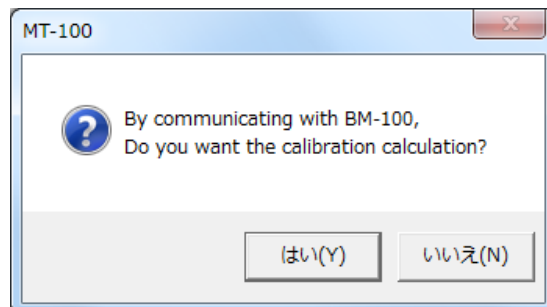 MT-100
By communicating with BM-100,
Do you want the calibration calculation?
はい(Y)
いいえ(N)